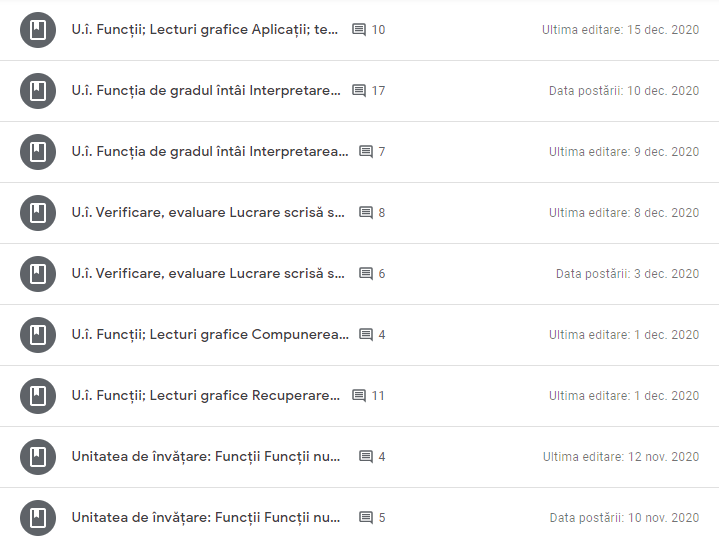 U.î. Funcții; Lecturi grafice Aplicații; te... 10 Ultima editare: 15 dec. 2020
U.î. Funcția de gradul întâi Interpretare... 17 Data postării: 10 dec. 2020
U.î. Funcția de gradul întâi Interpretarea... 7 Ultima editare: 9 dec. 2020
U.î. Verificare, evaluare Lucrare scrisă s... 8 Ultima editare: 8 dec. 2020
U.î. Verificare, evaluare Lucrare scrisă s... 6 Data postării: 3 dec. 2020
U.î. Funcții; Lecturi grafice Compunerea... 4 Ultima editare: 1 dec. 2020
U.î. Funcții; Lecturi grafice Recuperare... 11 Ultima editare: 1 dec. 2020
Unitatea de învățare: Funcții Funcții nu... 4 Ultima editare: 12 nov. 2020
Unitatea de învățare: Funcții Funcții nu... 5 Data postării: 10 nov. 2020